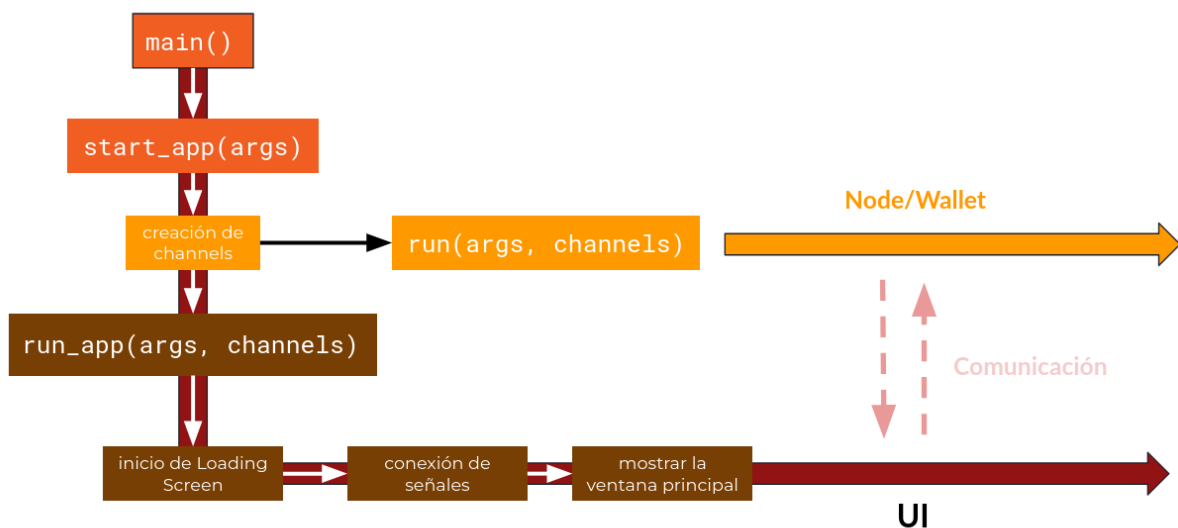 main()
start_app(args)
creación de
channels
run(args, channels)
Node/Wallet
run_app(args, channels)
Comunicación
inicio de Loading
Screen
conexión de
señales
mostrar la
ventana principal
UI